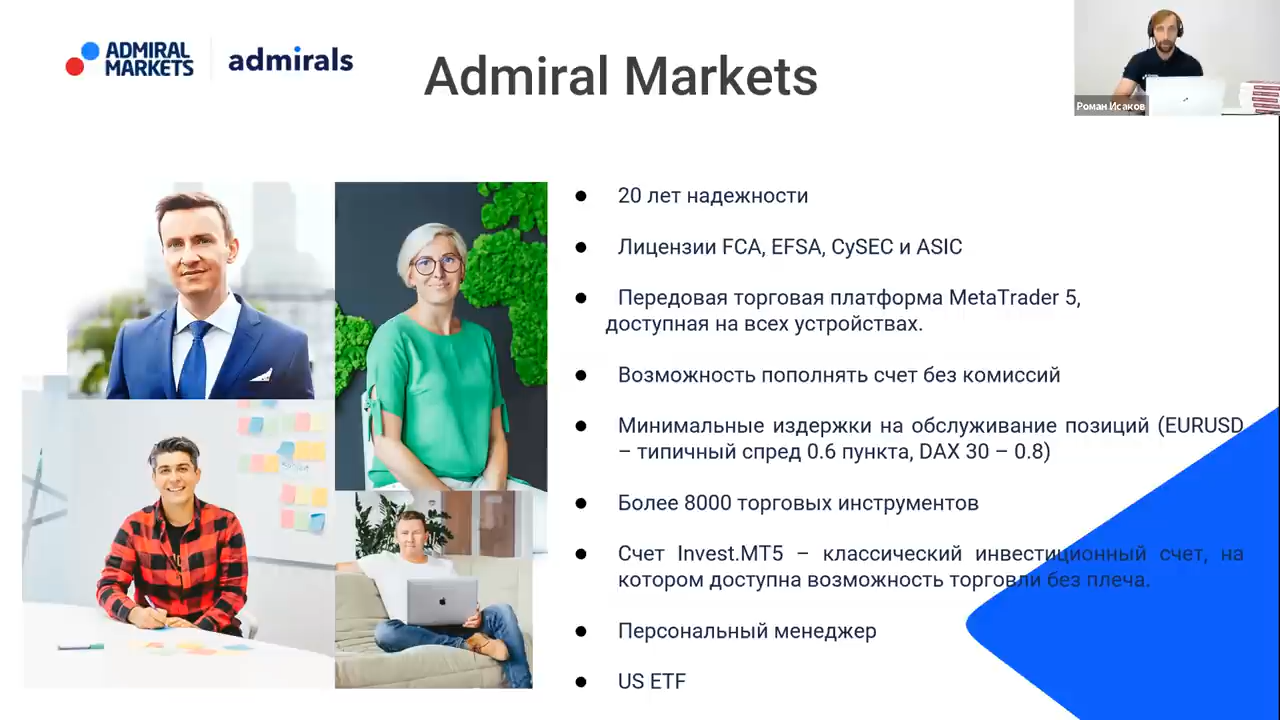 ADMIRAL
MARKETS
admirals
Admiral Markets
Роман Исаков
● 20 лет надежности
● Лицензии FCA, EFSA, CySEC и ASIC
● Передовая торговая платформа MetaTrader 5,
доступная на всех устройствах.
● Возможность пополнять счет без комиссий
● Минимальные издержки на обслуживание позиций (EURUSD
– типичный спред 0.6 пункта, DAX 30 – 0.8)
● Более 8000 торговых инструментов
● Счет Invest.MT5 – классический инвестиционный счет, на
котором доступна возможность торговли без плеча.
● Персональный менеджер
● US ETF